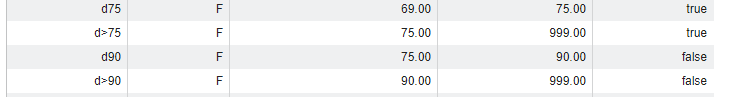 d75 F 69.00 75.00 true
d>75 F 75.00 999.00 true
d90 F 75.00 90.00 false
d>90 F 90.00 999.00 false